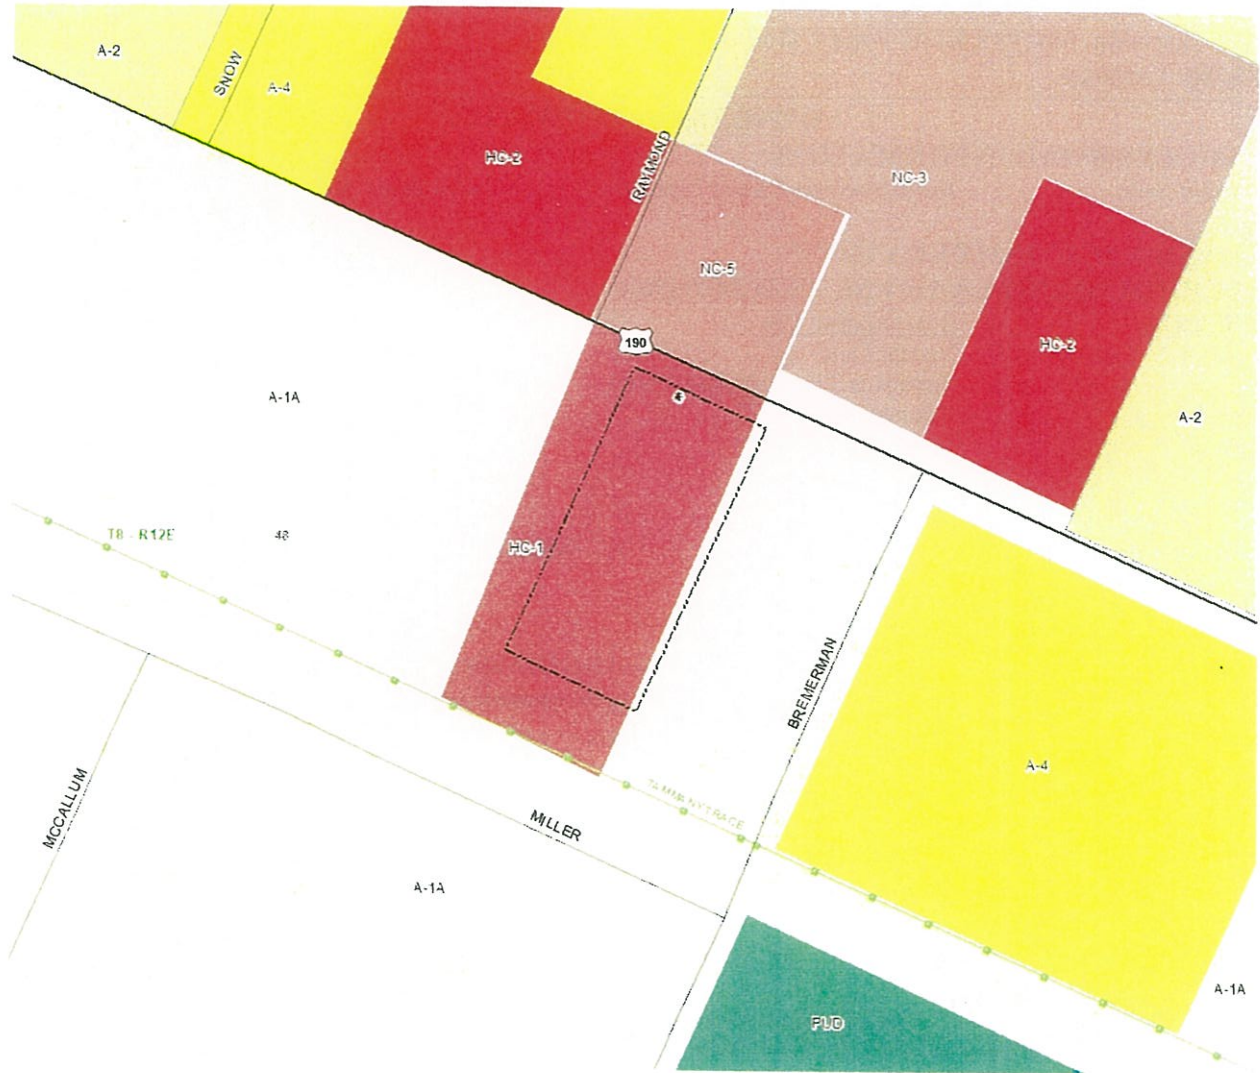 A-2
SNOW
A-4
HC-2
RAYMOND
NC-3
NC-5
190
HC-2
A-1A
A-2
T8 - R12E
48
HC-1
BREMERMAN
A-4
TAMMANY TRACE
MCCALLUM
MILLER
A-1A
A-1A
PUD